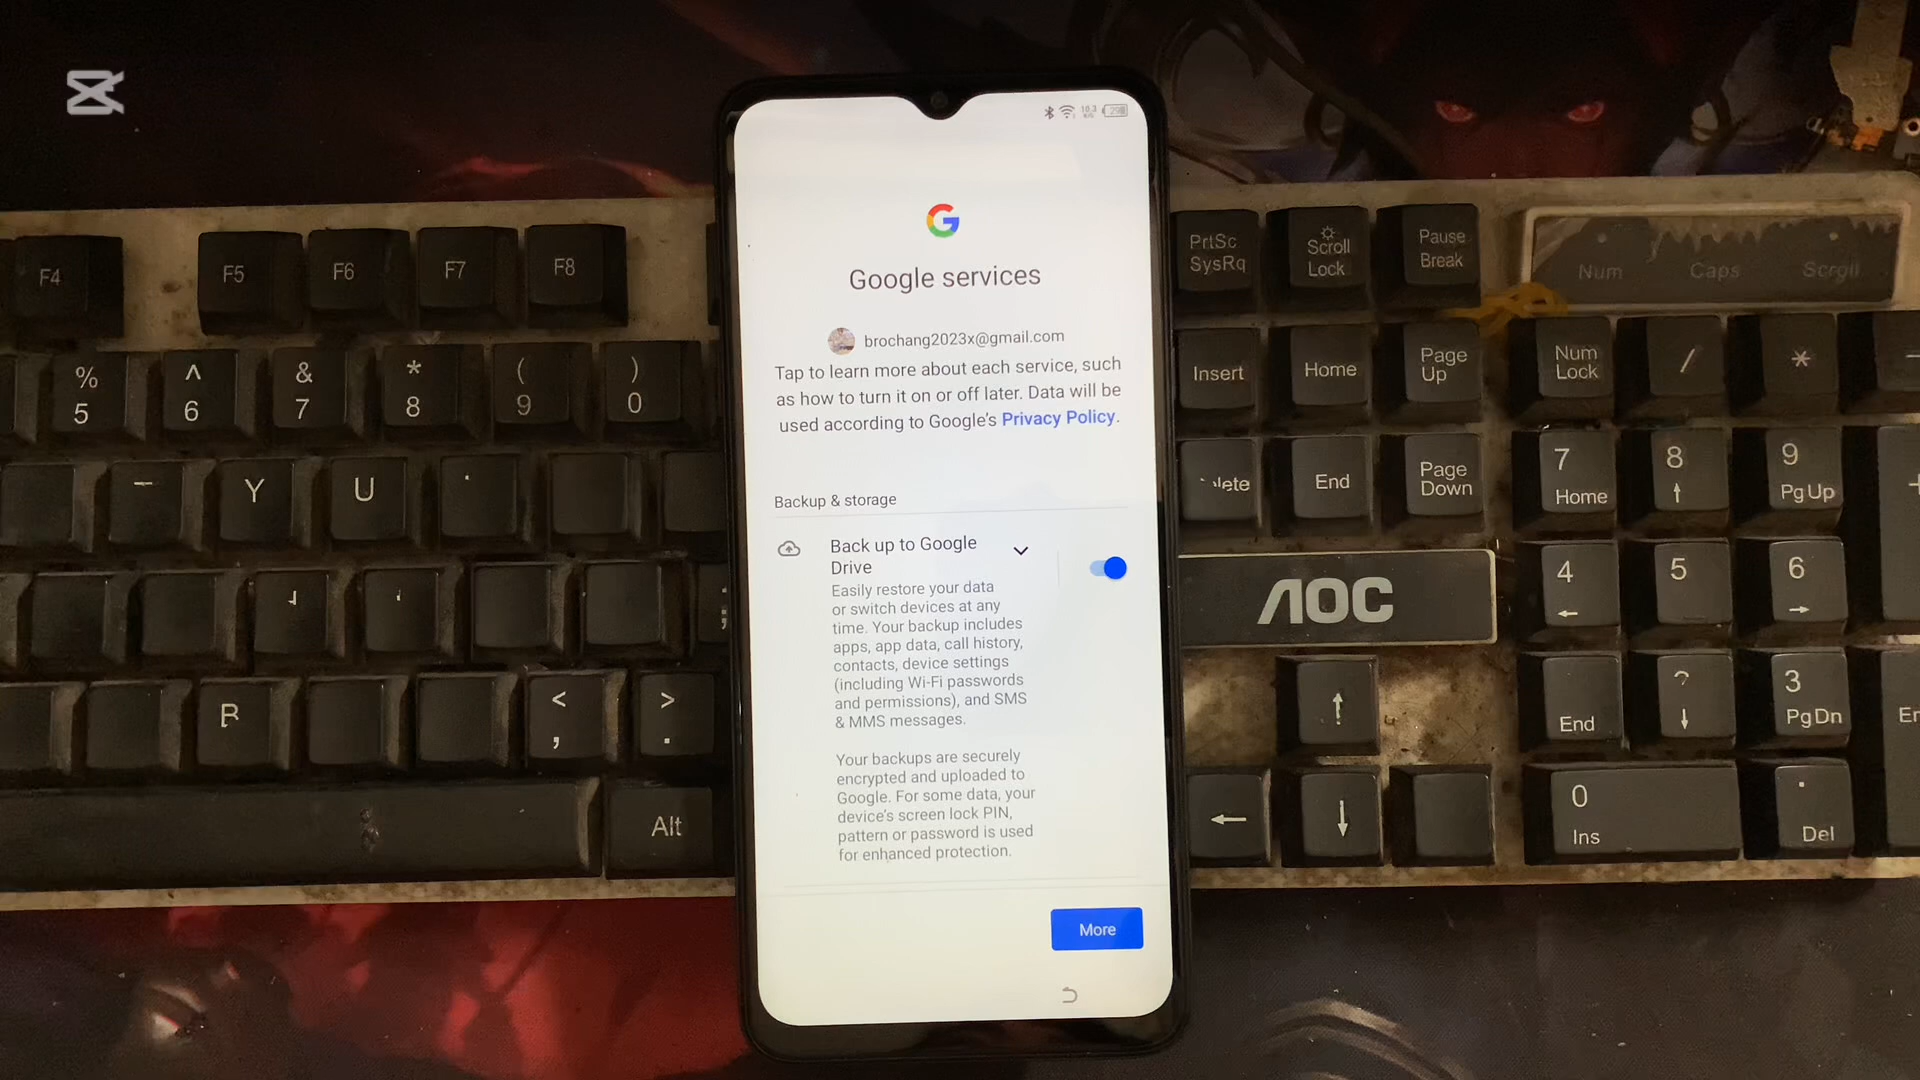 Google services
brochang2023x@gmail.com
Tap to learn more about each service, such
as how to turn it on or off later. Data will be
used according to Google's Privacy Policy.
Backup & storage
Back up to Google
Drive
Easily restore your data
or switch devices at any
time. Your backup includes
apps, app data, call history,
contacts, device settings
(including Wi-Fi passwords
and permissions), and SMS
& MMS messages.
Your backups are securely
encrypted and uploaded to
Google. For some data, your
device's screen lock PIN,
pattern or password is used
for enhanced protection.
More
F4
F5
F6
F7
F8
%
5
^
6
&
7
*
8
(
9
)
0
Y
U
<
,
>
.
Alt
PrtSc
SysRq
Scroll
Lock
Pause
Break
Num
Caps
Scroll
Insert
Home
Page
Up
Num
Lock
/
*
End
Page
Down
7
Home
8
↑
9
PgUp
AOC
4
←
5
6
→
↑
End
↓
3
PgDn
←
↓
0
Ins
.
Del